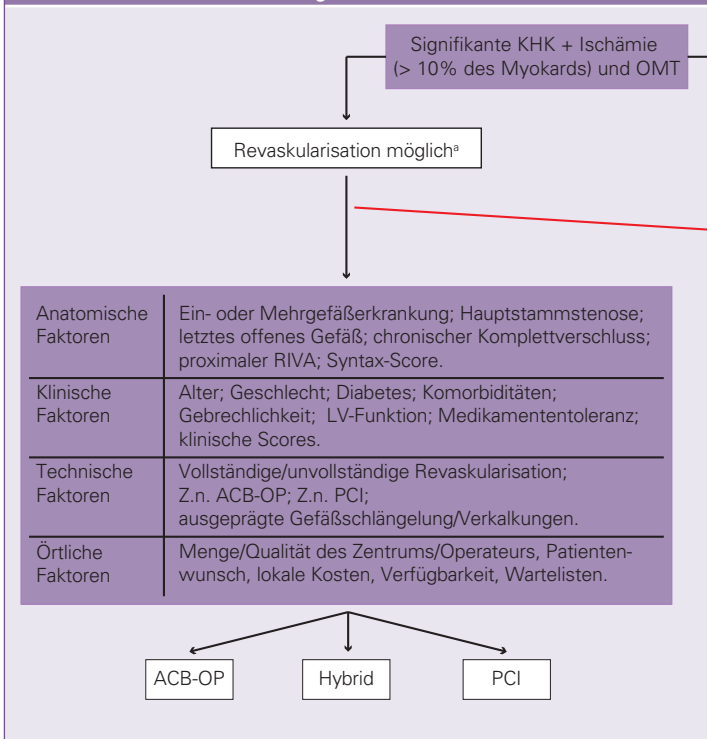 Signifikante KHK + Ischämie
(> 10% des Myokards) und OMT
Revaskularisation möglichᵃ
Anatomische Faktoren
Ein- oder Mehrgefäßerkrankung; Hauptstammstenose;
letztes offenes Gefäß; chronischer Komplettverschluss;
proximaler RIVA; Syntax-Score.
Klinische Faktoren
Alter; Geschlecht; Diabetes; Komorbiditäten;
Gebrechlichkeit; LV-Funktion; Medikamententoleranz;
klinische Scores.
Technische Faktoren
Vollständige/unvollständige Revaskularisation;
Z.n. ACB-OP; Z.n. PCI;
ausgeprägte Gefäßschlängelung/Verkalkungen.
Örtliche Faktoren
Menge/Qualität des Zentrums/Operateurs, Patienten-
wunsch, lokale Kosten, Verfügbarkeit, Wartelisten.
ACB-OP
Hybrid
PCI